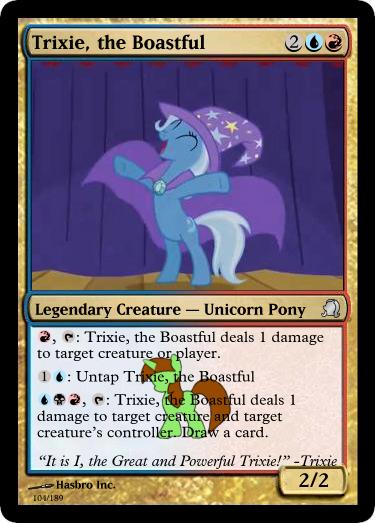 Trixie, the Boastful 2
, : Trixie, the Boastful deals 1 damage
to target creature or player.
1 : Untap Trixie, the Boastful
, : Trixie, the Boastful deals 1
damage to target creature and target
creature's controller. Draw a card.
"It is I, the Great and Powerful Trixie!" -Trixie
Legendary Creature — Unicorn Pony
Hasbro Inc.
104/189
2/2